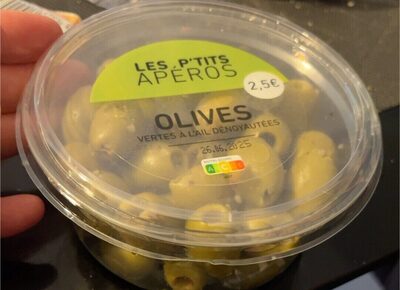 LES P'TITS
APÉROS
2,5€
OLIVES
VERTES À L'AIL DÉNOYAUTÉES
26.06.2025